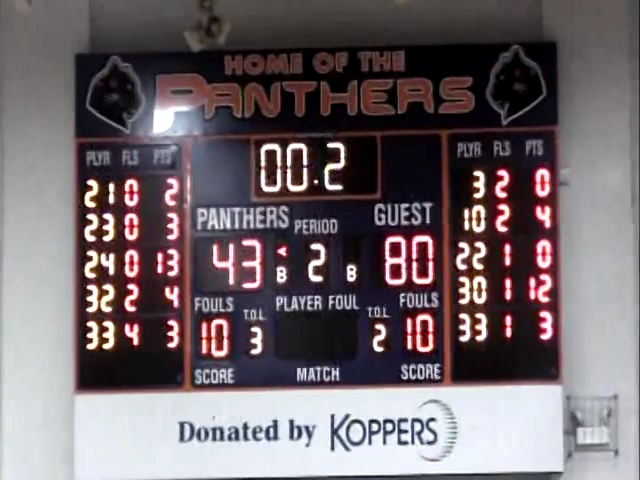 HOME OF THE
PANTHERS
PLYR FLS PTS
21 0 2
23 0 3
24 0 13
32 2 4
33 4 3
00.2
PANTHERS PERIOD GUEST
43 B 2 B 80
FOULS T.O.L PLAYER FOUL T.O.L FOULS
10 3 2 10
SCORE MATCH SCORE
PLYR FLS PTS
3 2 0
10 2 4
22 1 0
30 1 12
33 1 3
Donated by KOPPERS